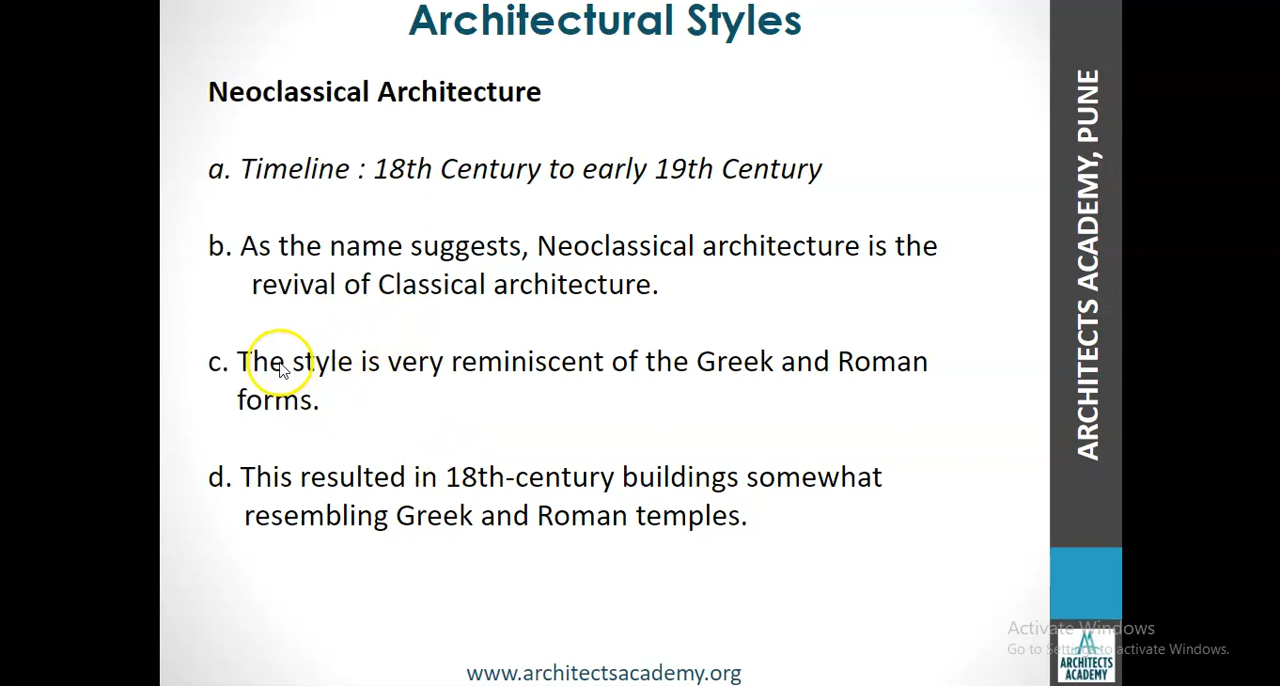 Architectural Styles
Neoclassical Architecture
a. Timeline : 18th Century to early 19th Century
b. As the name suggests, Neoclassical architecture is the
revival of Classical architecture.
c. The style is very reminiscent of the Greek and Roman
forms.
d. This resulted in 18th-century buildings somewhat
resembling Greek and Roman temples.
www.architectsacademy.org
ARCHITECTS ACADEMY, PUNE
Activate Windows
Go to Settings to activate Windows.
ARCHITECTS
ACADEMY